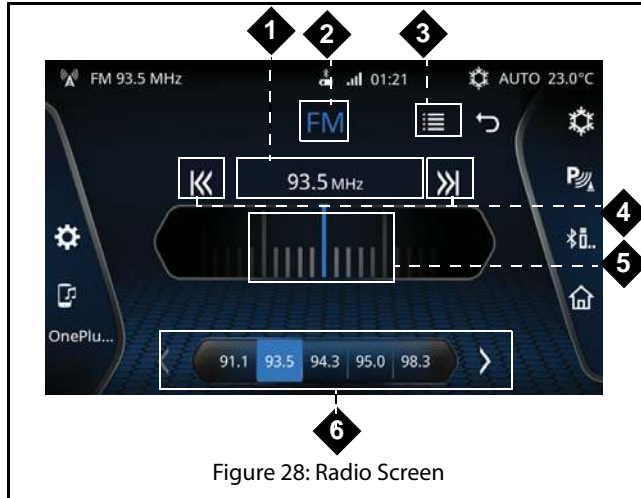 1 2 3
FM 93.5 MHz 01:21 AUTO 23.0°C
FM
93.5 MHz
P
4
5
OnePlu...
91.1 93.5 94.3 95.0 98.3
6
Figure 28: Radio Screen